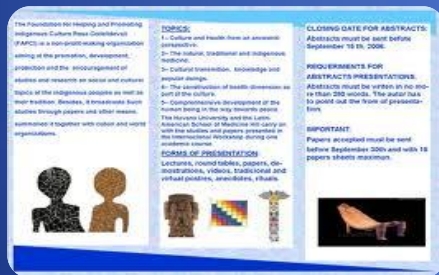 The Foundation for Helping and Promoting
Indigenous Culture
(FAPCI) is a non-profit-making organization
aiming at the promotion, development,
protection and the encouragement of
studies and research on social and cultural
topics of the indigenous peoples as well as
their tradition. Besides, it broadcasts such
studies through papers and other means,
summoned it together with cuban and world
organizations.
TOPICS:
1- Culture and Health from an ancestral
perspective.
2- The natural, traditional and indigenous
medicine.
3- Cultural transmition, knowledge and
popular doings.
4- The construction of health dimension as
part of the culture.
5- Comprehensive development of the
human being in the way towards peace.
The Havana University and the Latin
American School of Medicine will carry on
with the studies and papers presented in
the International Workshop during one
academic course.
FORMS OF PRESENTATION
Lectures, round tables, papers, de-
mostrations, videos, tradicional and
virtual postres, anecdotes, rituals.
CLOSING DATE FOR ABSTRACTS:
Abstracts must be sent before
September 15 th, 2006.
REQUERIMENTS FOR
ABSTRACTS PRESENTATIONS.
Abstracts must be written in no mo-
re than 250 words. The autor has
to point out the from of presenta-
tion.
IMPORTANT:
Papers accepted must be sent
before September 30th and with 15
papers sheets maximun.